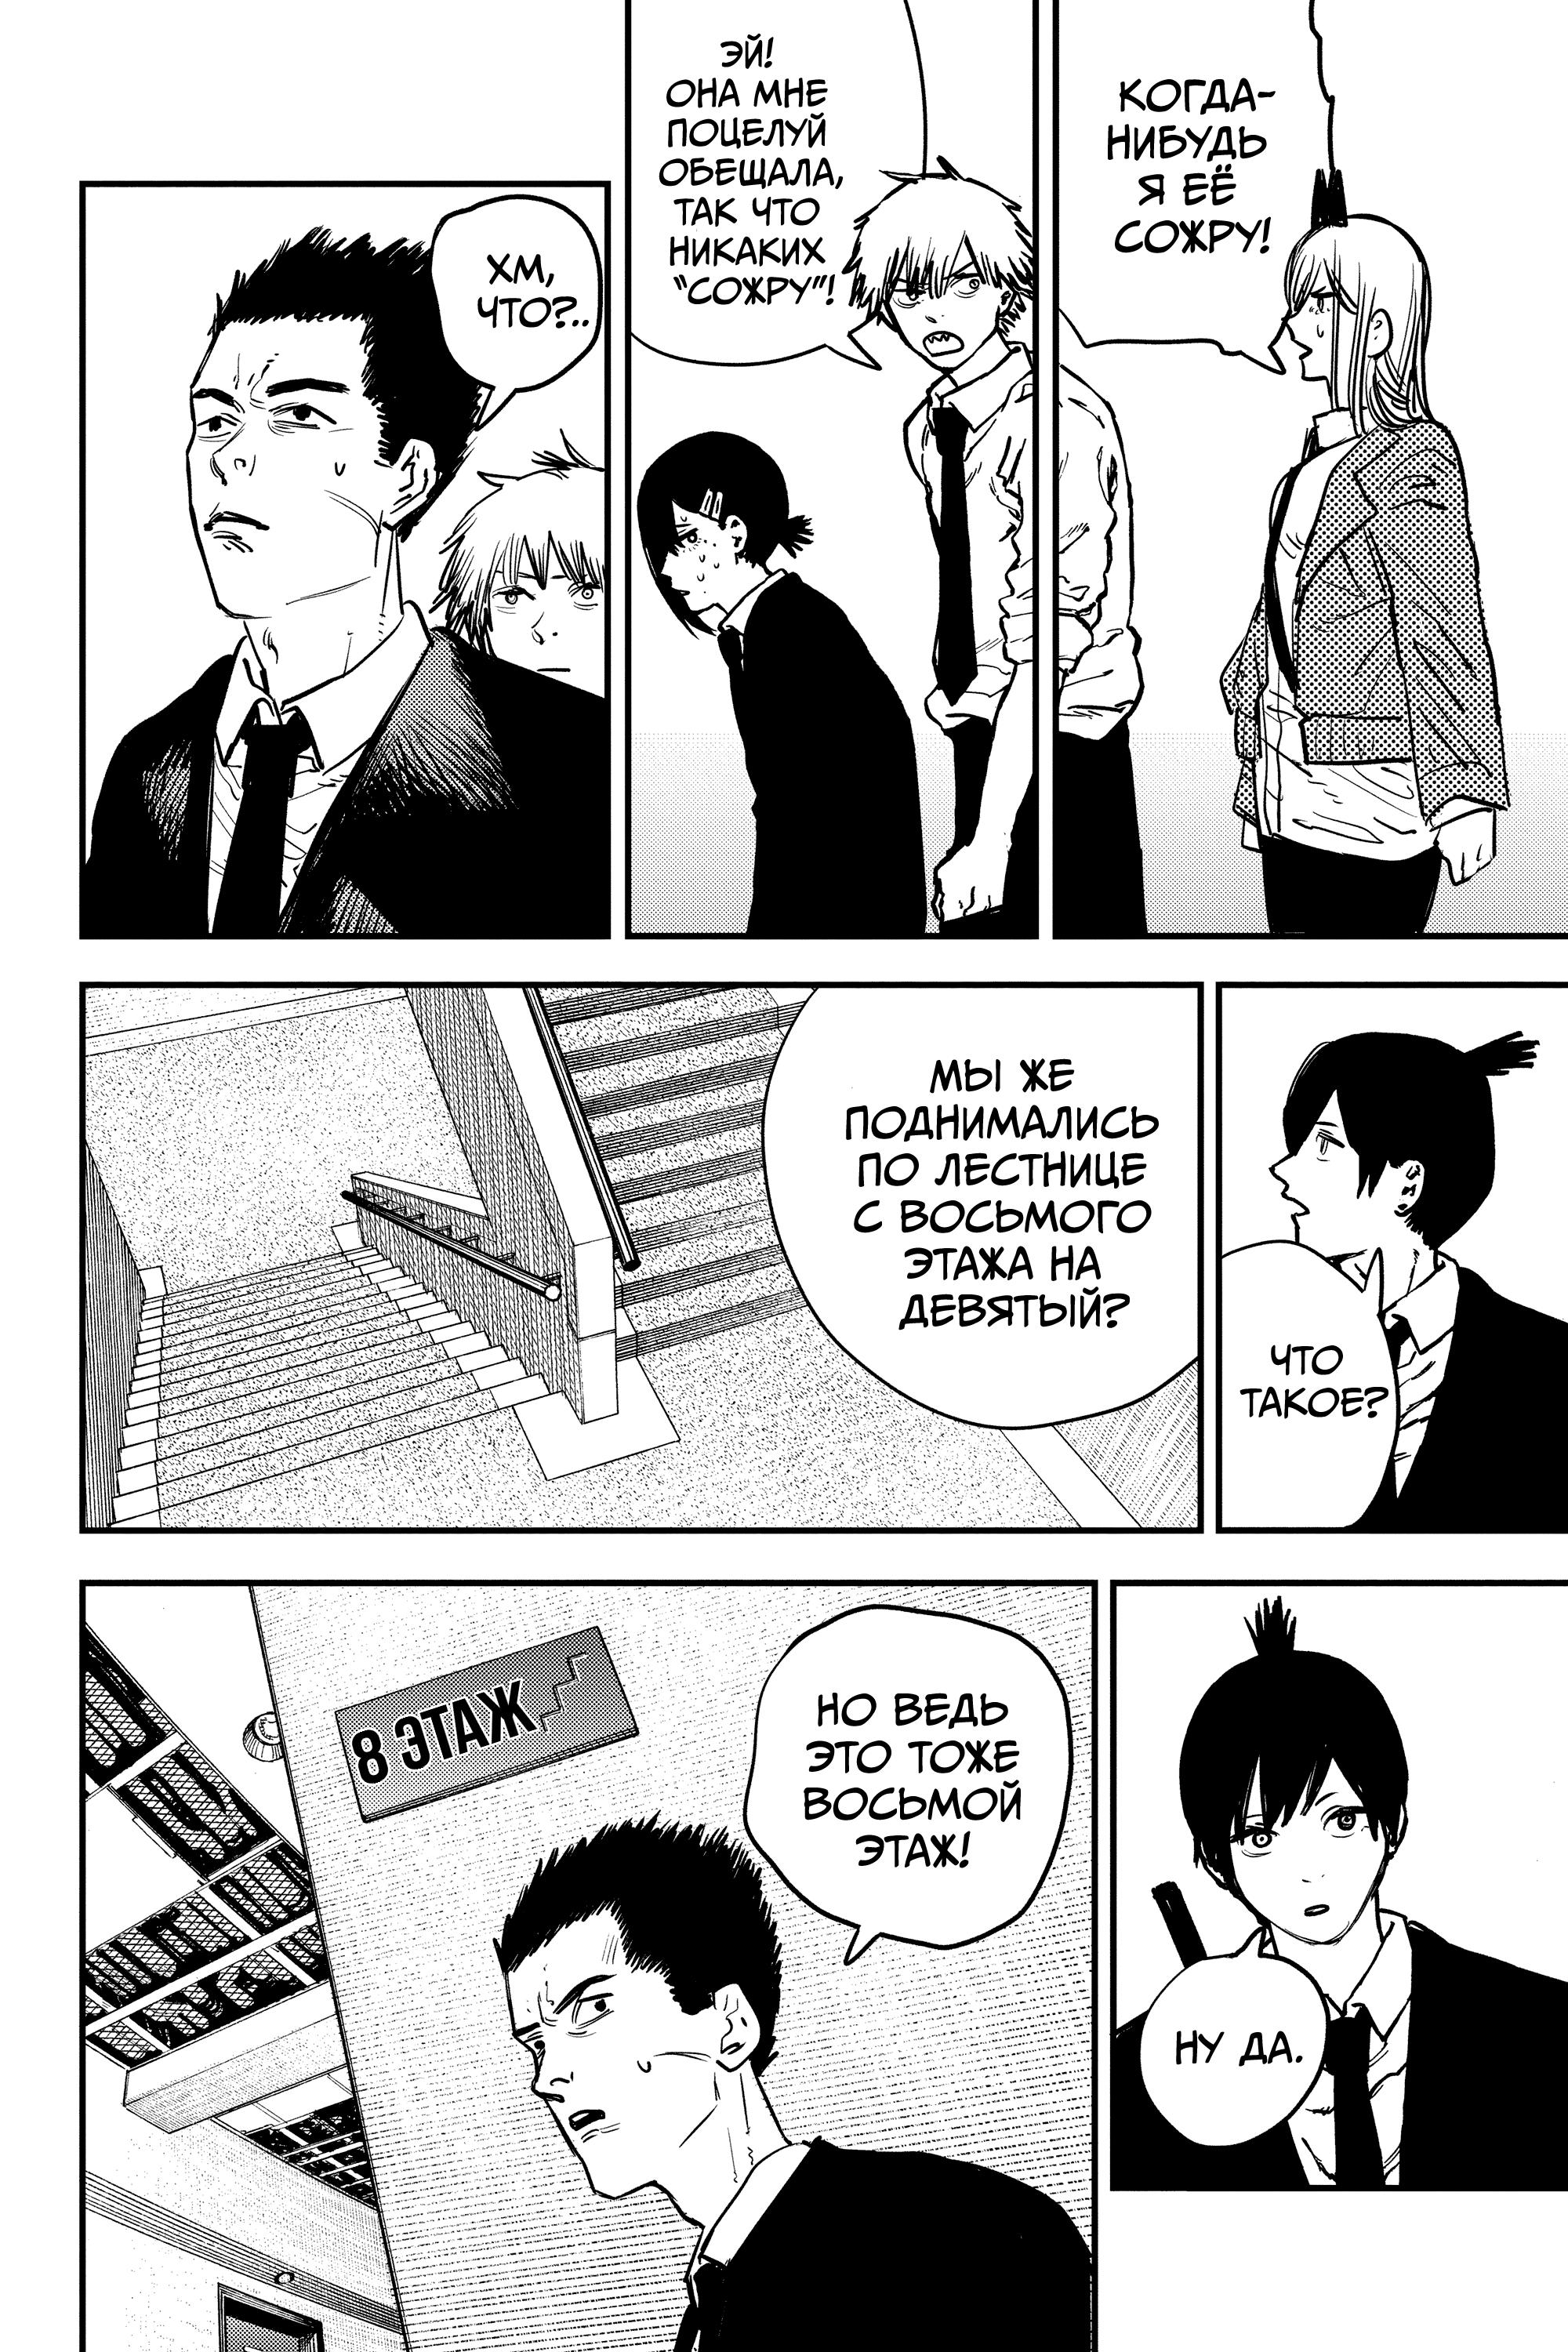 КОГДА-
НИБУДЬ
Я ЕЁ
СОЖРУ!
ЭЙ!
ОНА МНЕ
ПОЦЕЛУЙ
ОБЕЩАЛА,
ТАК ЧТО
НИКАКИХ
"СОЖРУ"!
ХМ,
ЧТО?..
ЧТО
ТАКОЕ?
МЫ ЖЕ
ПОДНИМАЛИСЬ
ПО ЛЕСТНИЦЕ
С ВОСЬМОГО
ЭТАЖА НА
ДЕВЯТЫЙ?
НУ ДА.
НО ВЕДЬ
ЭТО ТОЖЕ
ВОСЬМОЙ
ЭТАЖ!
8 ЭТАЖ